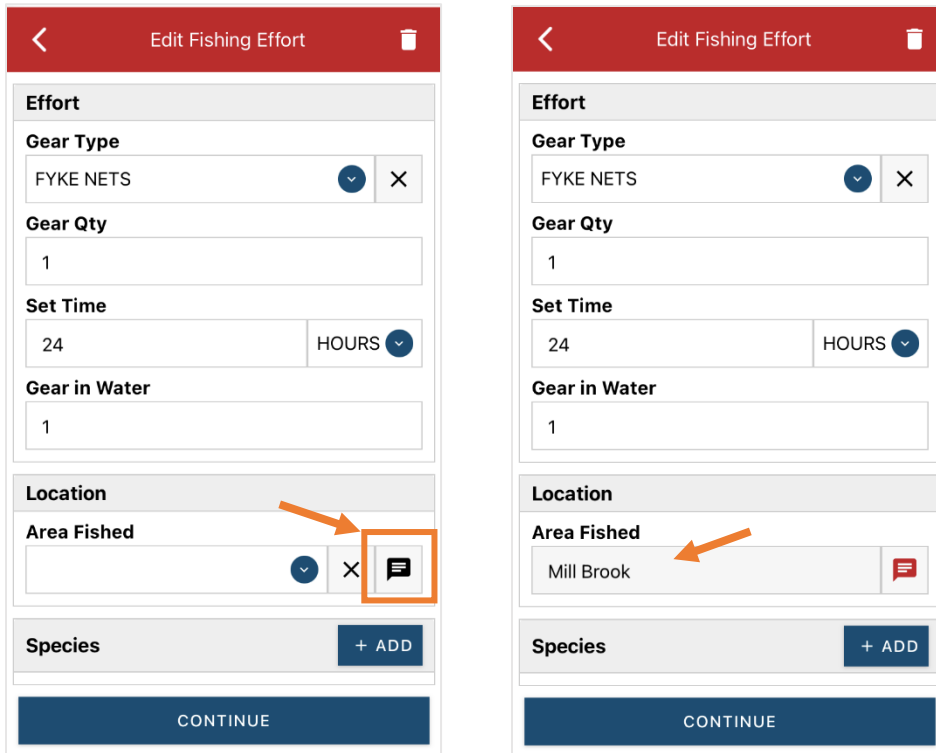 Edit Fishing Effort
Effort
Gear Type
FYKE NETS
Gear Qty
1
Set Time
24 HOURS
Gear in Water
1
Location
Area Fished
Species + ADD
CONTINUE
Edit Fishing Effort
Effort
Gear Type
FYKE NETS
Gear Qty
1
Set Time
24 HOURS
Gear in Water
1
Location
Area Fished
Mill Brook
Species + ADD
CONTINUE